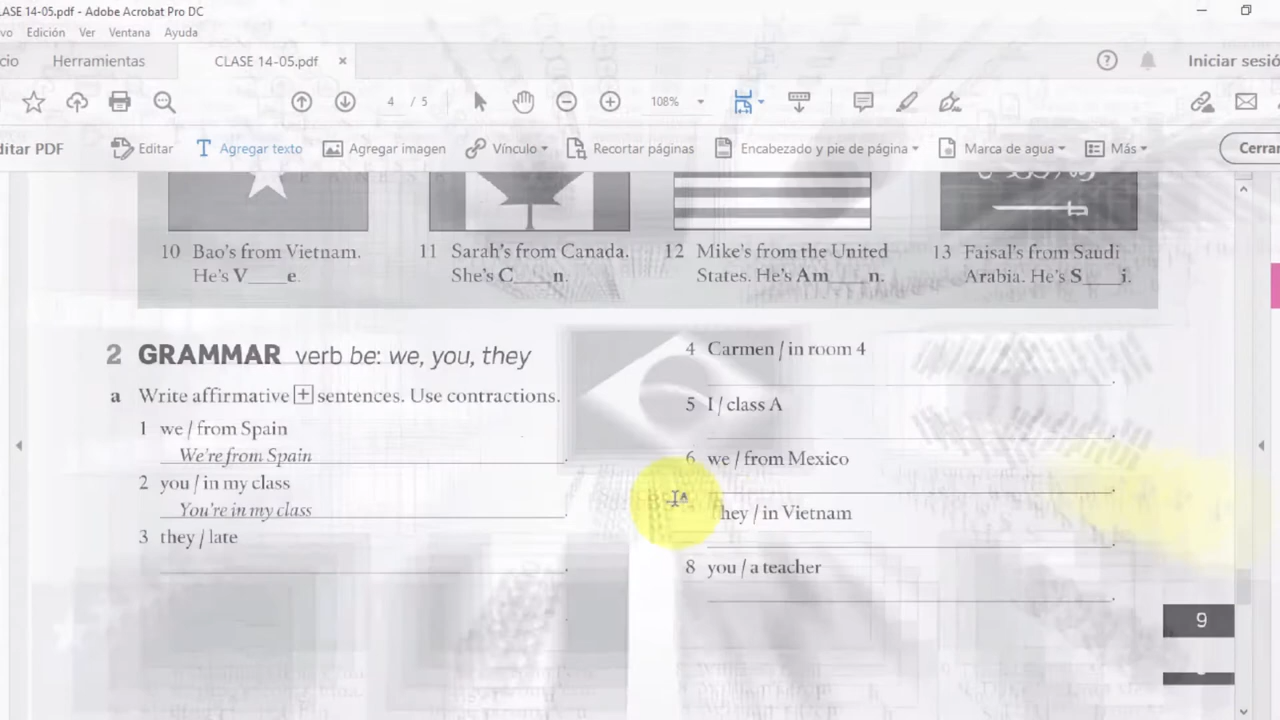 LASE 14-05.pdf - Adobe Acrobat Pro DC
vo Edición Ver Ventana Ayuda
cio Herramientas CLASE 14-05.pdf × Iniciar sesió
4 / 5 108%
ditar PDF Editar Agregar texto Agregar imagen Vínculo Recortar páginas Encabezado y pie de página Marca de agua Más Cerrar
10 Bao's from Vietnam.
He's V____e.
11 Sarah's from Canada.
She's C____n.
12 Mike's from the United
States. He's Am____n.
13 Faisal's from Saudi
Arabia. He's S____i.
2 GRAMMAR verb be: we, you, they
a Write affirmative + sentences. Use contractions.
1 we / from Spain
We're from Spain.
2 you / in my class
You're in my class.
3 they / late
4 Carmen / in room 4
5 I / class A
6 we / from Mexico
They / in Vietnam
8 you / a teacher
9